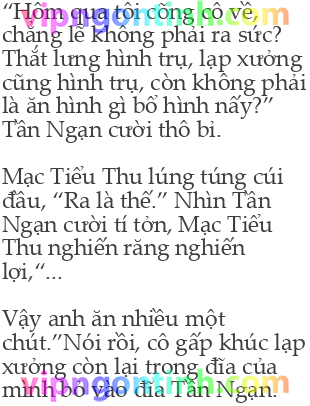 “Hôm qua tôi cõng cô về,
chẳng lẽ không phải ra sức?
Thắt lưng hình trụ, lạp xưởng
cũng hình trụ, còn không phải
là ăn hình gì bổ hình nấy?”
Tần Ngạn cười thô bỉ.
Mạc Tiểu Thu lúng túng cúi
đầu, “Ra là thế.” Nhìn Tần
Ngạn cười tí tởn, Mạc Tiểu
Thu nghiến răng nghiến
lợi,“...
Vậy anh ăn nhiều một
chút.”Nói rồi, cô gấp khúc lạp
xưởng còn lại trong đĩa của
mình bỏ vào đĩa Tần Ngạn.
vipngontinh.com
vipngontinh.com